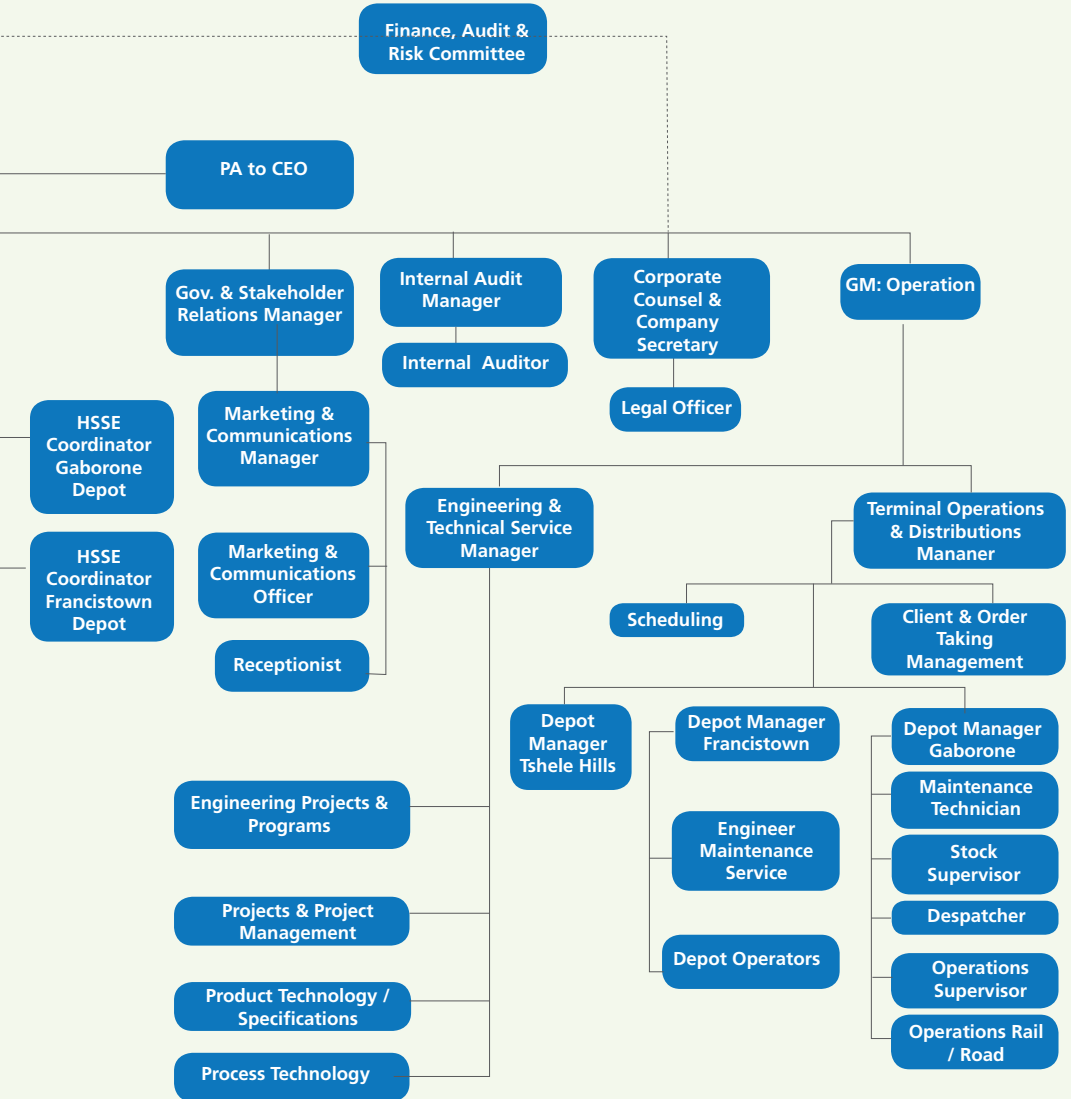 Finance, Audit &
Risk Committee
PA to CEO
Gov. & Stakeholder
Relations Manager
Internal Audit
Manager
Internal Auditor
Corporate
Counsel &
Company
Secretary
Legal Officer
GM: Operation
HSSE
Coordinator
Gaborone
Depot
HSSE
Coordinator
Francistown
Depot
Marketing &
Communications
Manager
Marketing &
Communications
Officer
Receptionist
Engineering &
Technical Service
Manager
Terminal Operations
& Distributions
Mananer
Scheduling
Client & Order
Taking
Management
Depot
Manager
Tshele Hills
Depot Manager
Francistown
Engineer
Maintenance
Service
Depot Operators
Depot Manager
Gaborone
Maintenance
Technician
Stock
Supervisor
Despatcher
Operations
Supervisor
Operations Rail
/ Road
Engineering Projects &
Programs
Projects & Project
Management
Product Technology /
Specifications
Process Technology